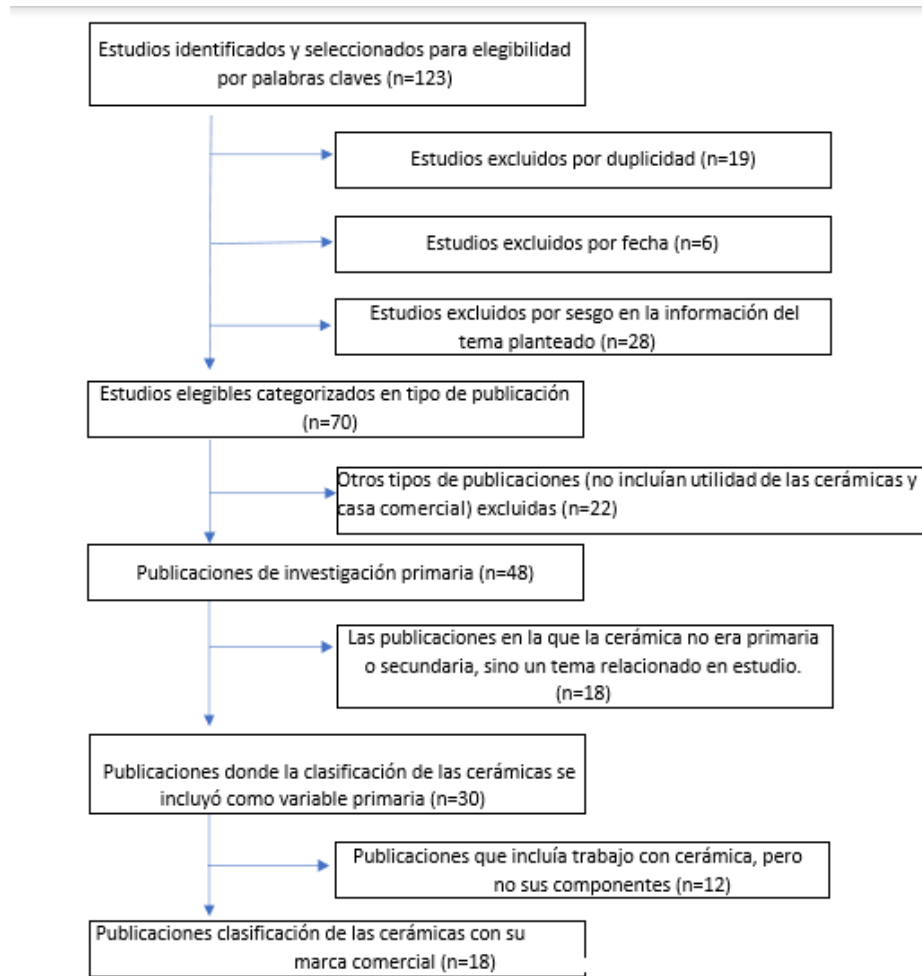 Estudios identificados y seleccionados para elegibilidad
por palabras claves (n=123)
Estudios excluidos por duplicidad (n=19)
Estudios excluidos por fecha (n=6)
Estudios excluidos por sesgo en la información del
tema planteado (n=28)
Estudios elegibles categorizados en tipo de publicación
(n=70)
Otros tipos de publicaciones (no incluían utilidad de las cerámicas y
casa comercial) excluidas (n=22)
Publicaciones de investigación primaria (n=48)
Las publicaciones en la que la cerámica no era primaria
o secundaria, sino un tema relacionado en estudio.
(n=18)
Publicaciones donde la clasificación de las cerámicas se
incluyó como variable primaria (n=30)
Publicaciones que incluía trabajo con cerámica, pero
no sus componentes (n=12)
Publicaciones clasificación de las cerámicas con su
marca comercial (n=18)